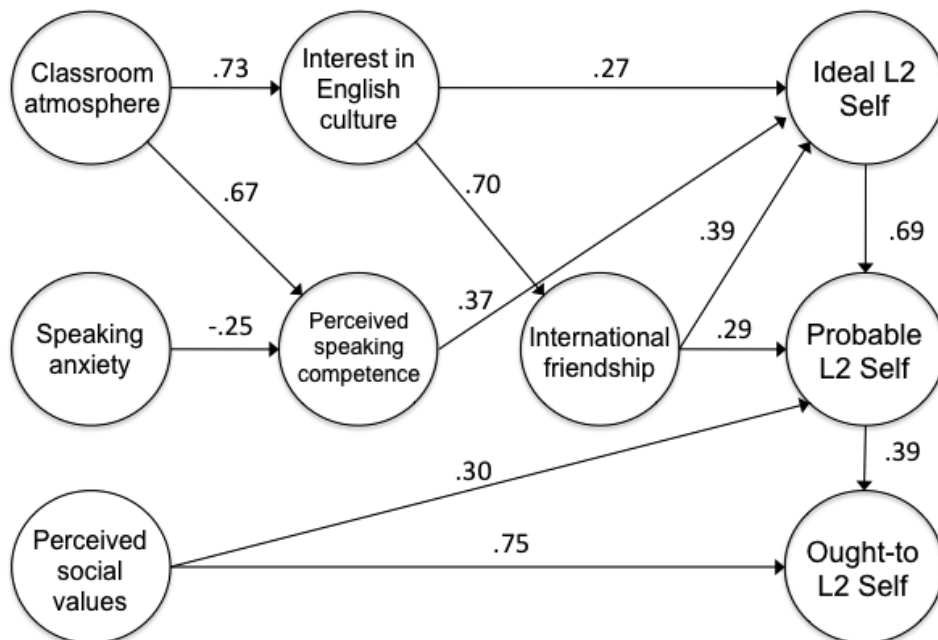 Classroom
atmosphere
.73
Interest in
English
culture
.27
Ideal L2
Self
.67
.70
.39
.69
Speaking
anxiety
-.25
Perceived
speaking
competence
.37
International
friendship
.29
Probable
L2 Self
.30
.39
Perceived
social
values
.75
Ought-to
L2 Self